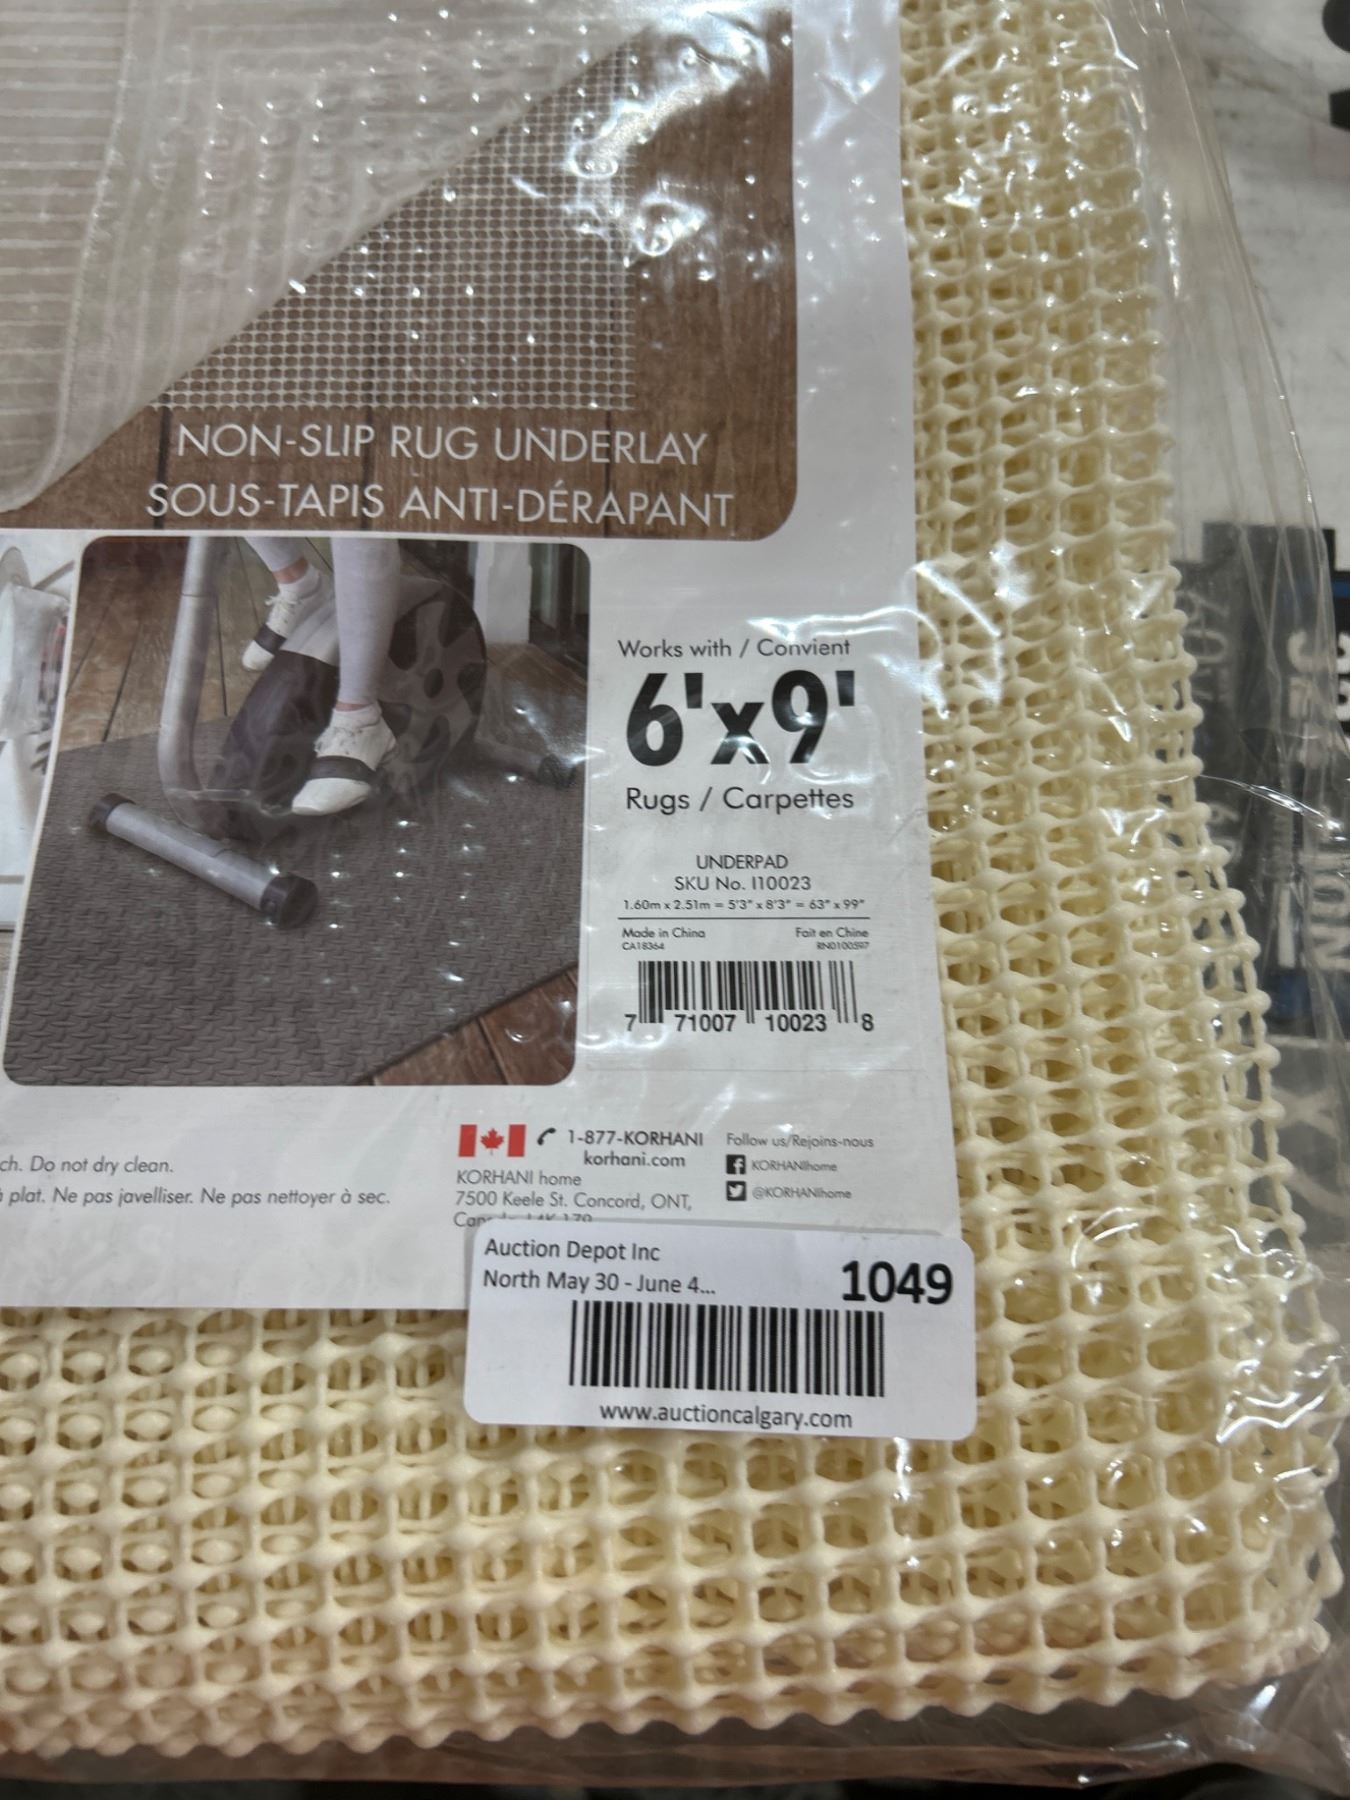 NON-SLIP RUG UNDERLAY
SOUS-TAPIS ANTI-DÉRAPANT
Works with / Convient
6'x9'
Rugs / Carpettes
UNDERPAD
SKU No. I10023
1.60m x 2.51m = 5'3" x 8'3" = 63" x 99"
Made in China Fait en Chine
CA18364 RN0100597
7 71007 10023 8
ch. Do not dry clean.
à plat. Ne pas javelliser. Ne pas nettoyer à sec.
1-877-KORHANI
korhani.com
KORHANI home
7500 Keele St. Concord, ONT,
Follow us/Rejoins-nous
KORHANIhome
@KORHANIhome
Auction Depot Inc
North May 30 - June 4...
1049
www.auctioncalgary.com